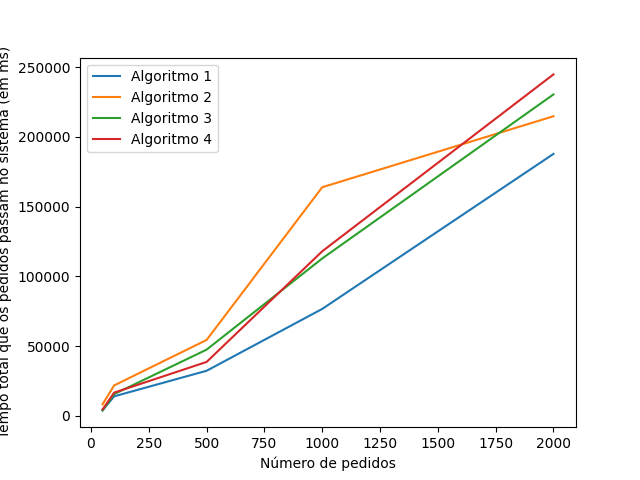 Algoritmo 1
Algoritmo 2
Algoritmo 3
Algoritmo 4
250000
200000
150000
100000
50000
0
0
250
500
750
1000
1250
1500
1750
2000
Número de pedidos
Tempo total que os pedidos passam no sistema (em ms)